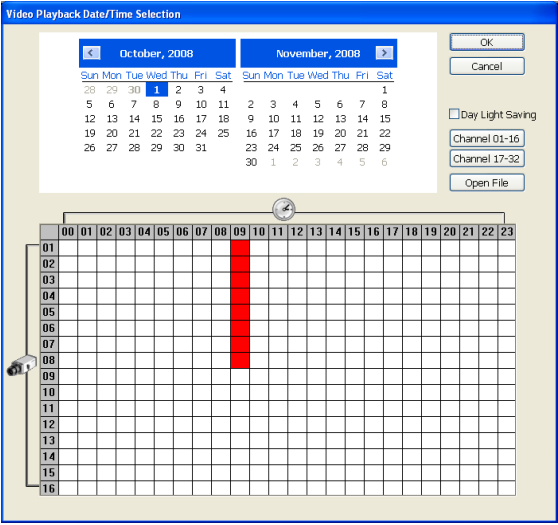 Video Playback Date/Time Selection
October, 2008 November, 2008
Sun Mon Tue Wed Thu Fri Sat Sun Mon Tue Wed Thu Fri Sat
28 29 30 1 2 3 4 1
5 6 7 8 9 10 11 2 3 4 5 6 7 8
12 13 14 15 16 17 18 9 10 11 12 13 14 15
19 20 21 22 23 24 25 16 17 18 19 20 21 22
26 27 28 29 30 31 23 24 25 26 27 28 29
30 1 2 3 4 5 6
OK
Cancel
Day Light Saving
Channel 01-16
Channel 17-32
Open File
00 01 02 03 04 05 06 07 08 09 10 11 12 13 14 15 16 17 18 19 20 21 22 23
01
02
03
04
05
06
07
08
09
10
11
12
13
14
15
16